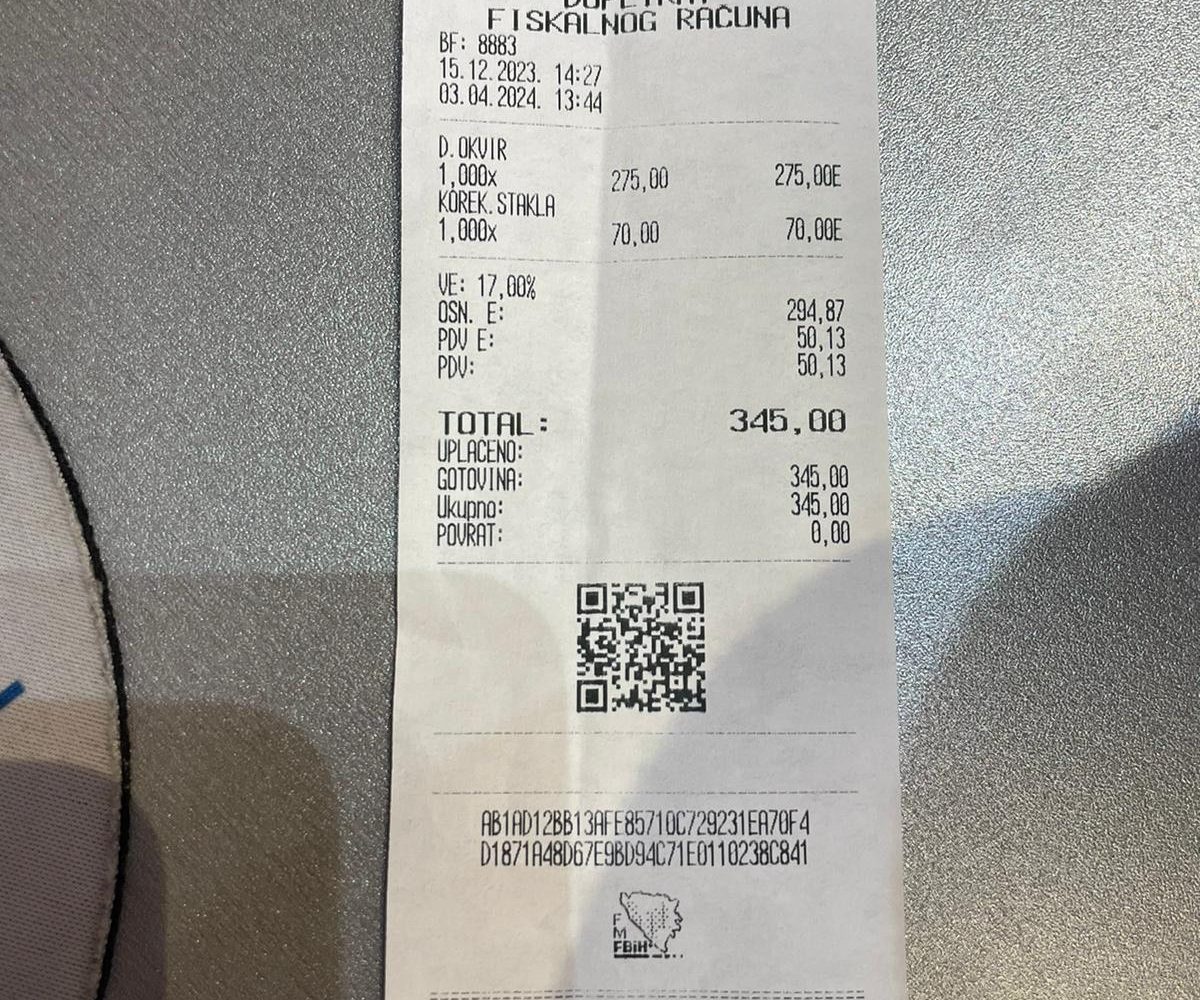 FISKALNOG RAČUNA
BF: 8883
15.12.2023. 14:27
03.04.2024. 13:44
D.OKVIR
1,000x 275,00 275,00E
KOREK.STAKLA
1,000x 70,00 70,00E
VE: 17,00%
OSN. E: 294,87
PDV E: 50,13
PDV: 50,13
TOTAL: 345,00
UPLAĆENO:
GOTOVINA: 345,00
Ukupno: 345,00
POVRAT: 0,00
AB1AD12BB13AFE85710C729231EA70F4
D1871A48D67E9BD94C71E0110238C841
F
M
FBiH